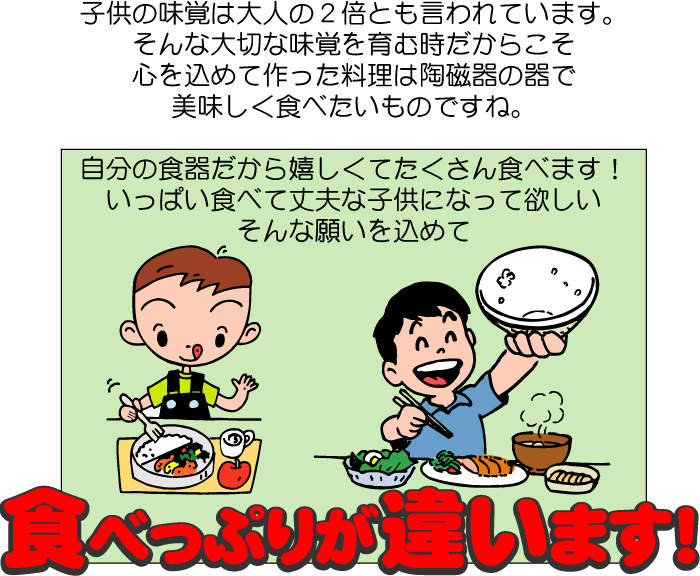 子供の味覚は大人の２倍とも言われています。
そんな大切な味覚を育む時だからこそ
心を込めて作った料理は陶磁器の器で
美味しく食べたいものですね。
自分の食器だから嬉しくてたくさん食べます！
いっぱい食べて丈夫な子供になって欲しい
そんな願いを込めて
食べっぷりが違います!